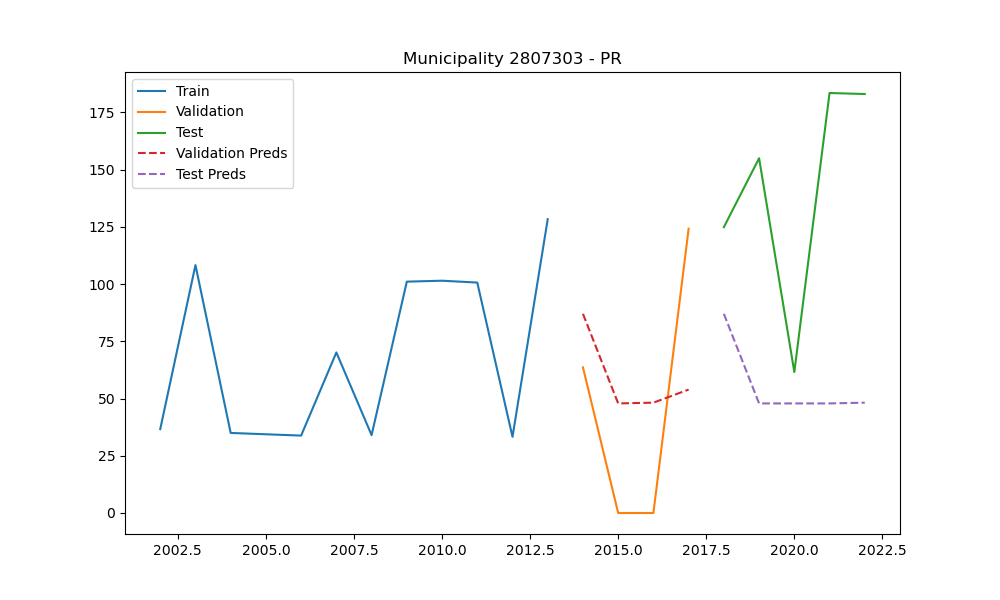 Municipality 2807303 - PR
Train
Validation
Test
Validation Preds
Test Preds
175
150
125
100
75
50
25
0
2002.5 2005.0 2007.5 2010.0 2012.5 2015.0 2017.5 2020.0 2022.5